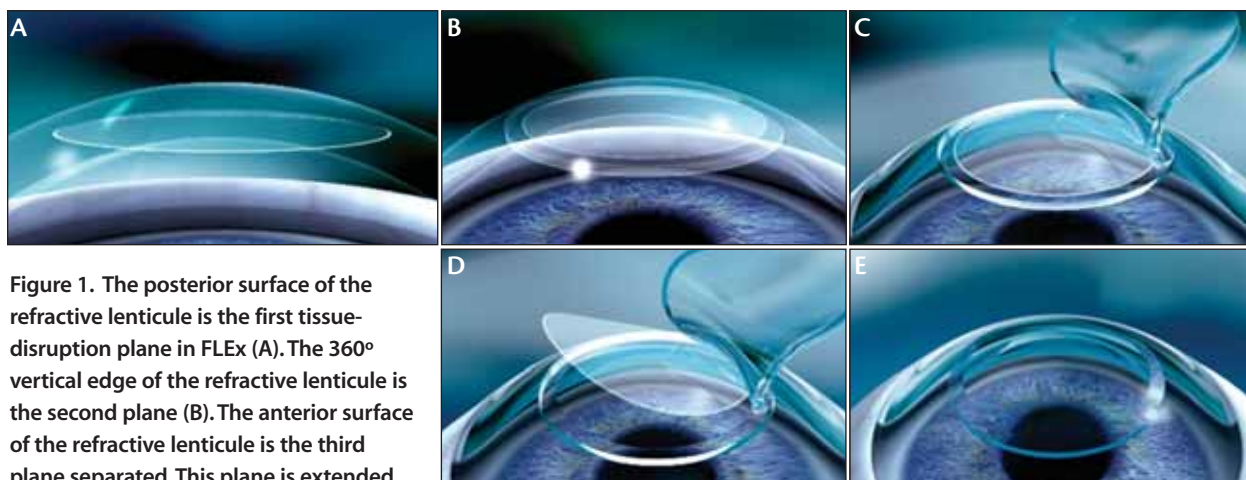 A
B
C
D
E
Figure 1. The posterior surface of the
refractive lenticule is the first tissue-
disruption plane in FLEx (A). The 360º
vertical edge of the refractive lenticule is
the second plane (B). The anterior surface
of the refractive lenticule is the third
plane separated. This plane is extended